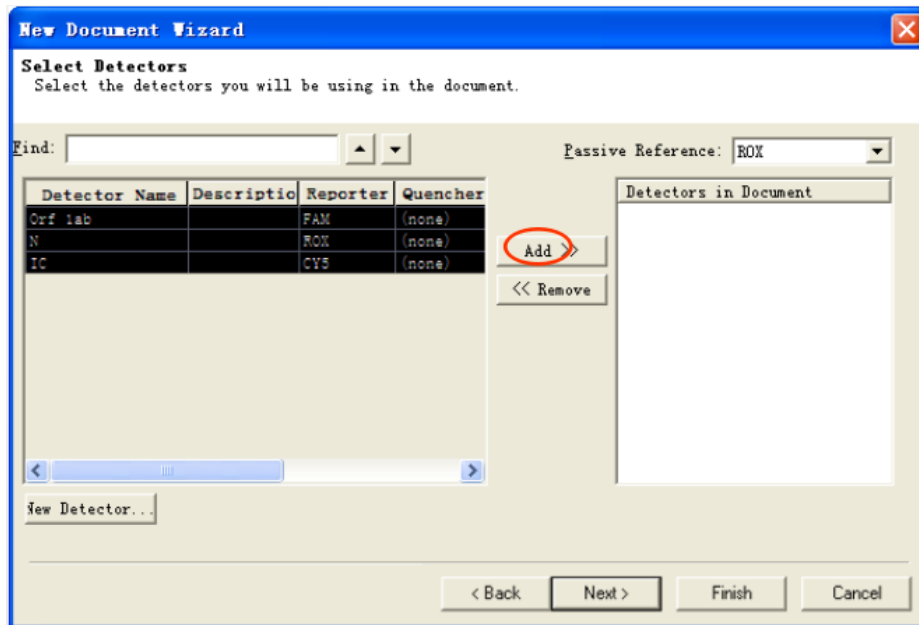 New Document Wizard
Select Detectors
Select the detectors you will be using in the document.
Find:
Passive Reference: ROX
Detector Name Descriptio Reporter Quencher
Orf 1ab FAM (none)
N ROX (none)
IC CY5 (none)
Add >>
<< Remove
Detectors in Document
New Detector...
< Back Next > Finish Cancel